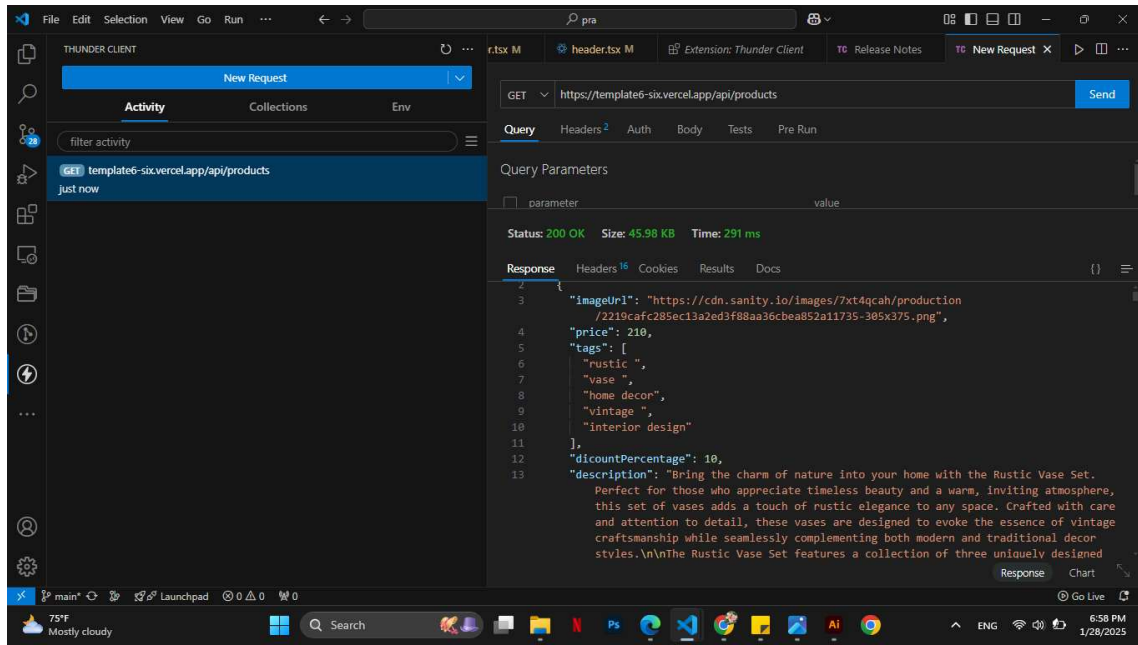 File Edit Selection View Go Run ··· ← → pra
THUNDER CLIENT
New Request
Activity Collections Env
filter activity
GET template6-six.vercel.app/api/products
just now
28
r.tsx M header.tsx M Extension: Thunder Client TC Release Notes TC New Request
GET https://template6-six.vercel.app/api/products Send
Query Headers 2 Auth Body Tests Pre Run
Query Parameters
parameter value
Status: 200 OK Size: 45.98 KB Time: 291 ms
Response Headers 16 Cookies Results Docs {}
2 {
3 "imageUrl": "https://cdn.sanity.io/images/7xt4qcah/production
/2219cafc285ec13a2ed3f88aa36cbea852a11735-305x375.png",
4 "price": 210,
5 "tags": [
6 "rustic ",
7 "vase ",
8 "home decor",
9 "vintage ",
10 "interior design"
11 ],
12 "dicountPercentage": 10,
13 "description": "Bring the charm of nature into your home with the Rustic Vase Set.
Perfect for those who appreciate timeless beauty and a warm, inviting atmosphere,
this set of vases adds a touch of rustic elegance to any space. Crafted with care
and attention to detail, these vases are designed to evoke the essence of vintage
craftsmanship while seamlessly complementing both modern and traditional decor
styles.\n\nThe Rustic Vase Set features a collection of three uniquely designed
Response Chart
main* Launchpad 0 0 0 Go Live
75°F
Mostly cloudy
Search
N Ps Ai
ENG
6:58 PM
1/28/2025